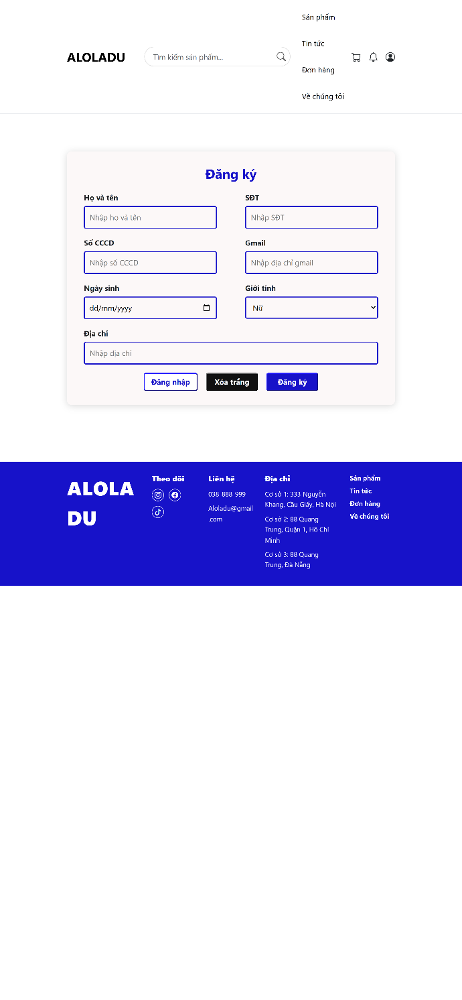 Sản phẩm
Tin tức
ALOLADU
Tìm kiếm sản phẩm...
Đơn hàng
Về chúng tôi
Đăng ký
Họ và tên
SĐT
Nhập họ và tên
Nhập SĐT
Số CCCD
Gmail
Nhập số CCCD
Nhập địa chỉ gmail
Ngày sinh
Giới tính
dd/mm/yyyy
Nữ
Địa chỉ
Nhập địa chỉ
Đăng nhập
Xóa trắng
Đăng ký
ALOLA
DU
Theo dõi
Liên hệ
038-888-999
Aloladu@gmail
.com
Địa chỉ
Cơ sở 1: 333 Nguyễn
Khang, Cầu Giấy, Hà Nội
Cơ sở 2: 88 Quang
Trung, Quận 1, Hồ Chí
Minh
Cơ sở 3: 88 Quang
Trung, Đà Nẵng
Sản phẩm
Tin tức
Đơn hàng
Về chúng tôi